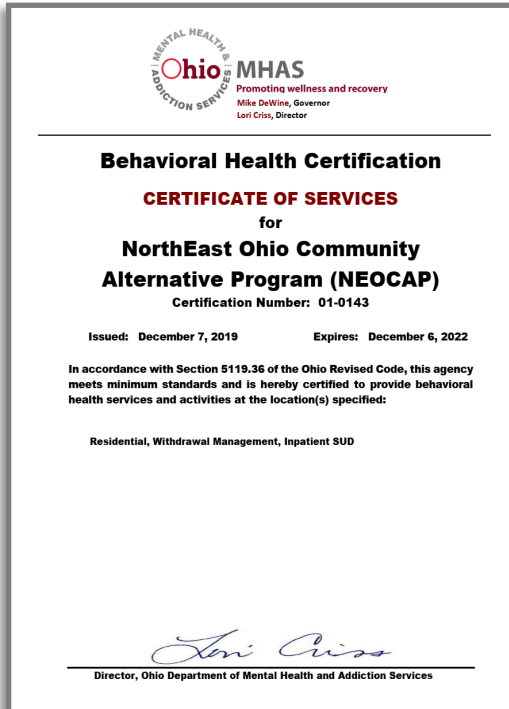 MENTAL HEALTH &
ADDICTION SERVICES
Ohio
MHAS
Promoting wellness and recovery
Mike DeWine, Governor
Lori Criss, Director
Behavioral Health Certification
CERTIFICATE OF SERVICES
for
NorthEast Ohio Community
Alternative Program (NEOCAP)
Certification Number: 01-0143
Issued: December 7, 2019 Expires: December 6, 2022
In accordance with Section 5119.36 of the Ohio Revised Code, this agency
meets minimum standards and is hereby certified to provide behavioral
health services and activities at the location(s) specified:
Residential, Withdrawal Management, Inpatient SUD
Lori Criss
Director, Ohio Department of Mental Health and Addiction Services